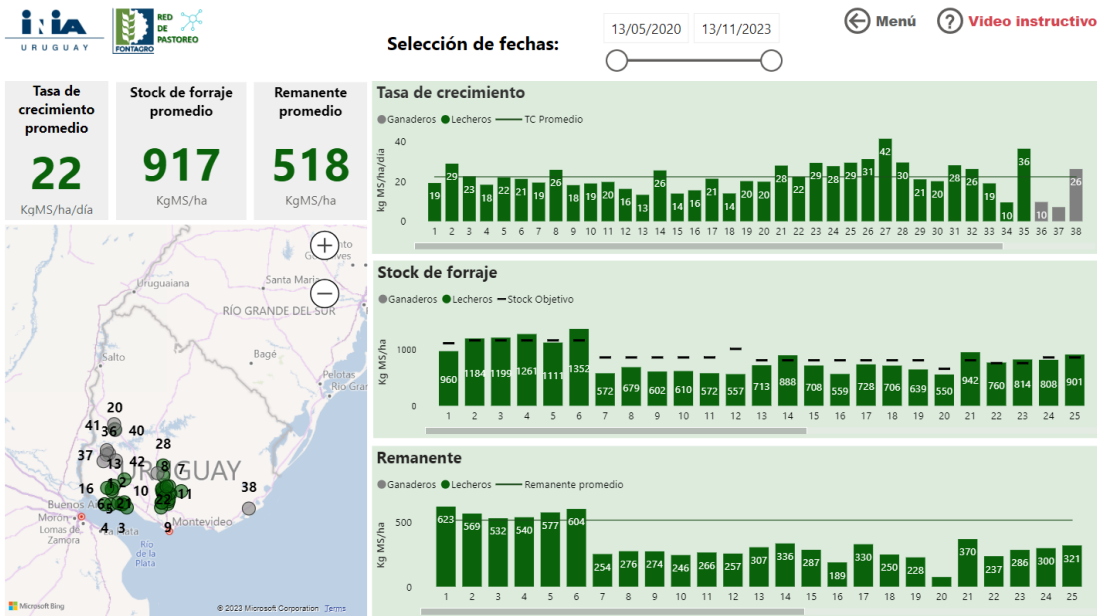 INIA
URUGUAY
FONTAGRO
RED
DE
PASTOREO
Selección de fechas:
13/05/2020
13/11/2023
Menú
? Video instructivo
Tasa de
crecimiento
promedio
22
KgMS/ha/día
Stock de forraje
promedio
917
KgMS/ha
Remanente
promedio
518
KgMS/ha
Tasa de crecimiento
Ganaderos Lecheros TC Promedio
kg MS/ha/día
40
20
0
19 29 23 18 22 21 19 26 18 19 20 16 13 26 14 16 21 14 20 20 28 22 29 28 29 31 42 30 21 20 28 26 19 10 36 10 26
1 2 3 4 5 6 7 8 9 10 11 12 13 14 15 16 17 18 19 20 21 22 23 24 25 26 27 28 29 30 31 32 33 34 35 36 37 38
Stock de forraje
Ganaderos Lecheros Stock Objetivo
Kg MS/ha
1000
0
960 1184 1199 1261 1111 1352 572 679 602 610 572 557 713 888 708 559 728 706 639 550 942 760 814 808 901
1 2 3 4 5 6 7 8 9 10 11 12 13 14 15 16 17 18 19 20 21 22 23 24 25
Remanente
Ganaderos Lecheros Remanente promedio
Kg MS/ha
500
0
623 569 532 540 577 604 254 276 274 246 266 257 307 336 287 189 330 250 228 370 237 286 300 321
1 2 3 4 5 6 7 8 9 10 11 12 13 14 15 16 17 18 19 20 21 22 23 24 25
Uruguaiana
Santa Maria
RÍO GRANDE DEL SUR
Bagé
Salto
Pelotas
20
41 36 40
28
37 13 42
8 7
URUGUAY
16 1 2 10 11 38
Buenos
6 5 21 22
Morón
Montevideo
Lomas de
Zamora
4 3 9
Río
de la
Plata
Microsoft Bing
© 2023 Microsoft Corporation Terms